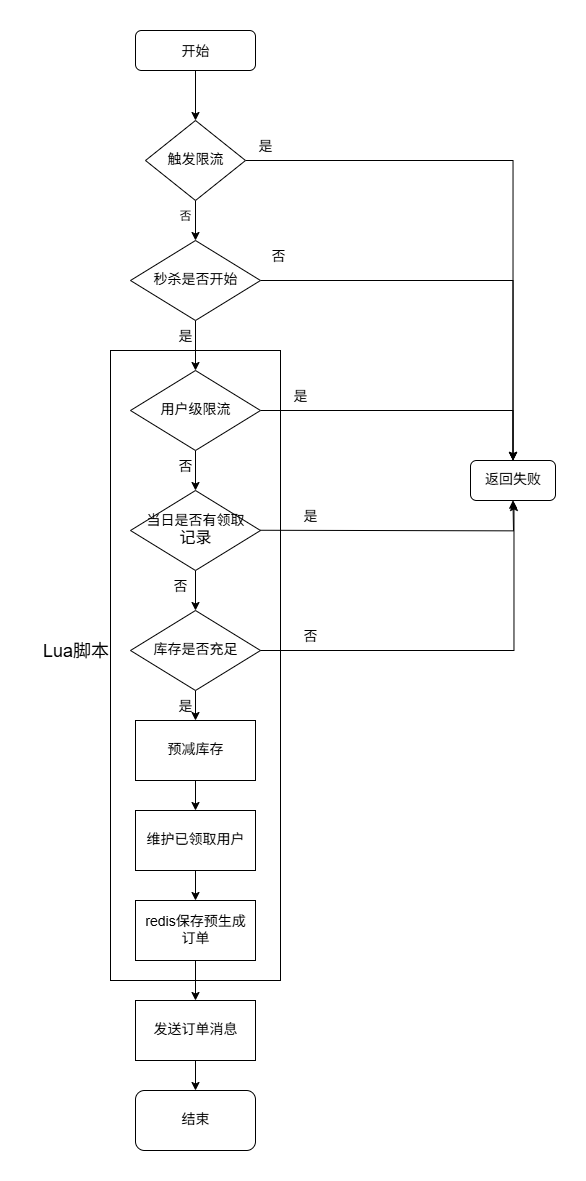 开始
触发限流
是
否
秒杀是否开始
否
是
用户级限流
是
否
返回失败
当日是否有领取
记录
是
否
Lua脚本
库存是否充足
否
是
预减库存
维护已领取用户
redis保存预生成
订单
发送订单消息
结束